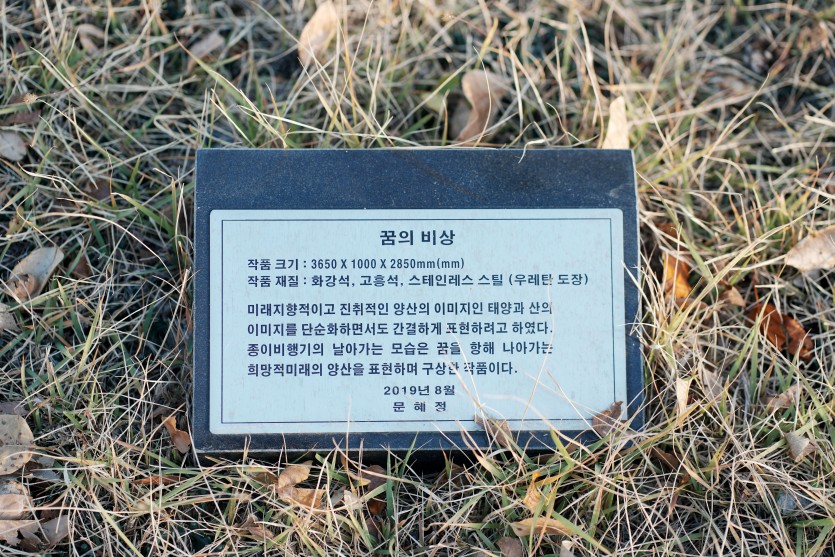 꿈의 비상
작품 크기 : 3650 X 1000 X 2850mm(mm)
작품 재질 : 화강석, 고흥석, 스테인레스 스틸 (우레탄 도장)
미래지향적이고 진취적인 양산의 이미지인 태양과 산의
이미지를 단순화하면서도 간결하게 표현하려고 하였다.
종이비행기의 날아가는 모습은 꿈을 향해 나아가는
희망적미래의 양산을 표현하며 구상한 작품이다.
2019년 8월
문 혜 정